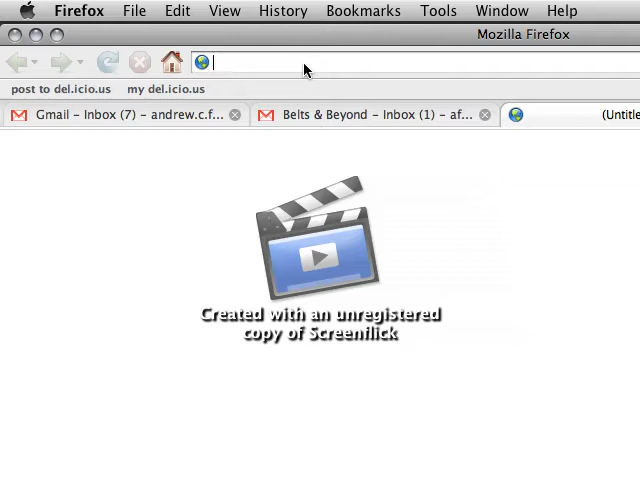 Firefox File Edit View History Bookmarks Tools Window Help
Mozilla Firefox
post to del.icio.us my del.icio.us
Gmail – Inbox (7) – andrew.c.f... Belts & Beyond – Inbox (1) – af... (Untitle
Created with an unregistered
copy of Screenflick